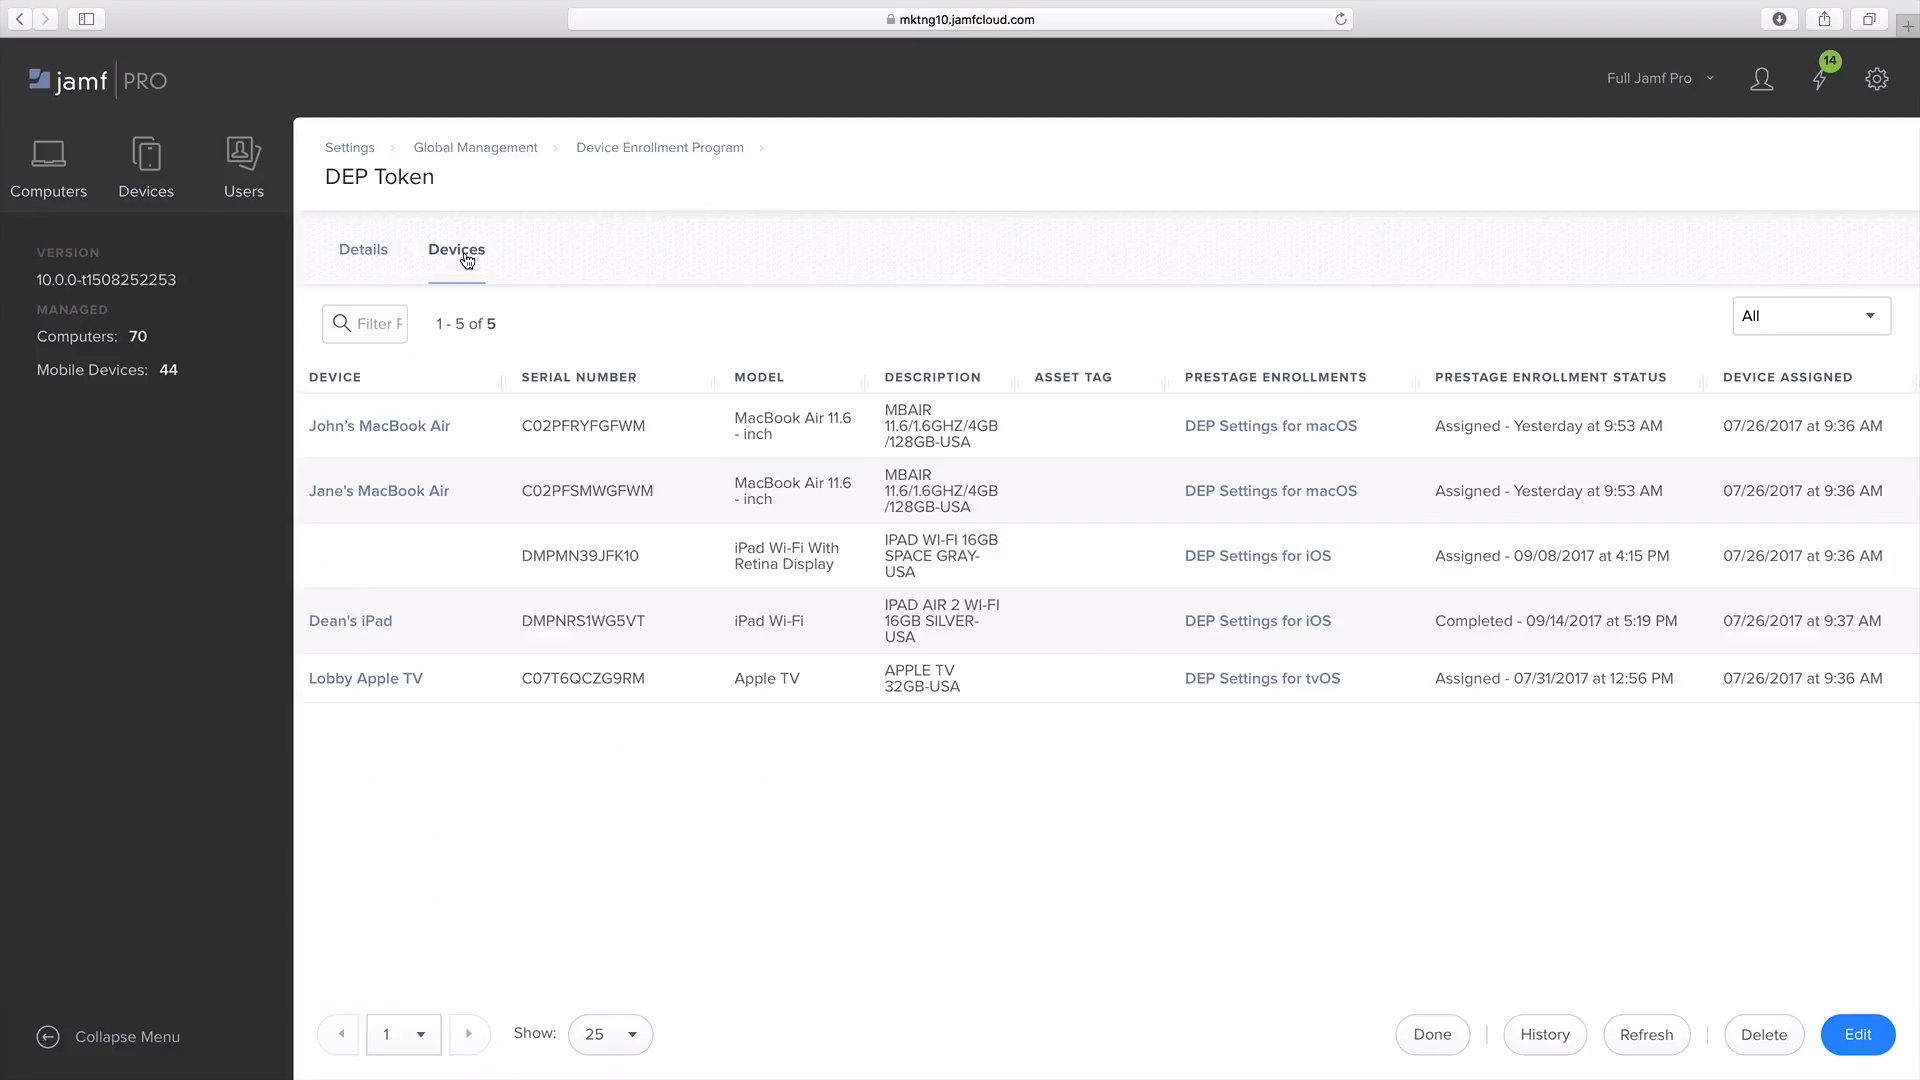 mktng10.jamfcloud.com
jamf PRO
Full Jamf Pro
14
Computers
Devices
Users
VERSION
10.0.0-t1508252253
MANAGED
Computers: 70
Mobile Devices: 44
Collapse Menu
Settings Global Management Device Enrollment Program
DEP Token
Details
Devices
Filter F
1 - 5 of 5
All
DEVICE SERIAL NUMBER MODEL DESCRIPTION ASSET TAG PRESTAGE ENROLLMENTS PRESTAGE ENROLLMENT STATUS DEVICE ASSIGNED
John's MacBook Air
C02PFRYFGFWM
MacBook Air 11.6
- inch
MBAIR
11.6/1.6GHZ/4GB
/128GB-USA
DEP Settings for macOS
Assigned - Yesterday at 9:53 AM
07/26/2017 at 9:36 AM
Jane's MacBook Air
C02PFSMWGFWM
MacBook Air 11.6
- inch
MBAIR
11.6/1.6GHZ/4GB
/128GB-USA
DEP Settings for macOS
Assigned - Yesterday at 9:53 AM
07/26/2017 at 9:36 AM
DMPMN39JFK10
iPad Wi-Fi With
Retina Display
IPAD WI-FI 16GB
SPACE GRAY-
USA
DEP Settings for iOS
Assigned - 09/08/2017 at 4:15 PM
07/26/2017 at 9:36 AM
Dean's iPad
DMPNRS1WG5VT
iPad Wi-Fi
IPAD AIR 2 WI-FI
16GB SILVER-
USA
DEP Settings for iOS
Completed - 09/14/2017 at 5:19 PM
07/26/2017 at 9:37 AM
Lobby Apple TV
C07T6QCZG9RM
Apple TV
APPLE TV
32GB-USA
DEP Settings for tvOS
Assigned - 07/31/2017 at 12:56 PM
07/26/2017 at 9:36 AM
1
Show: 25
Done
History
Refresh
Delete
Edit